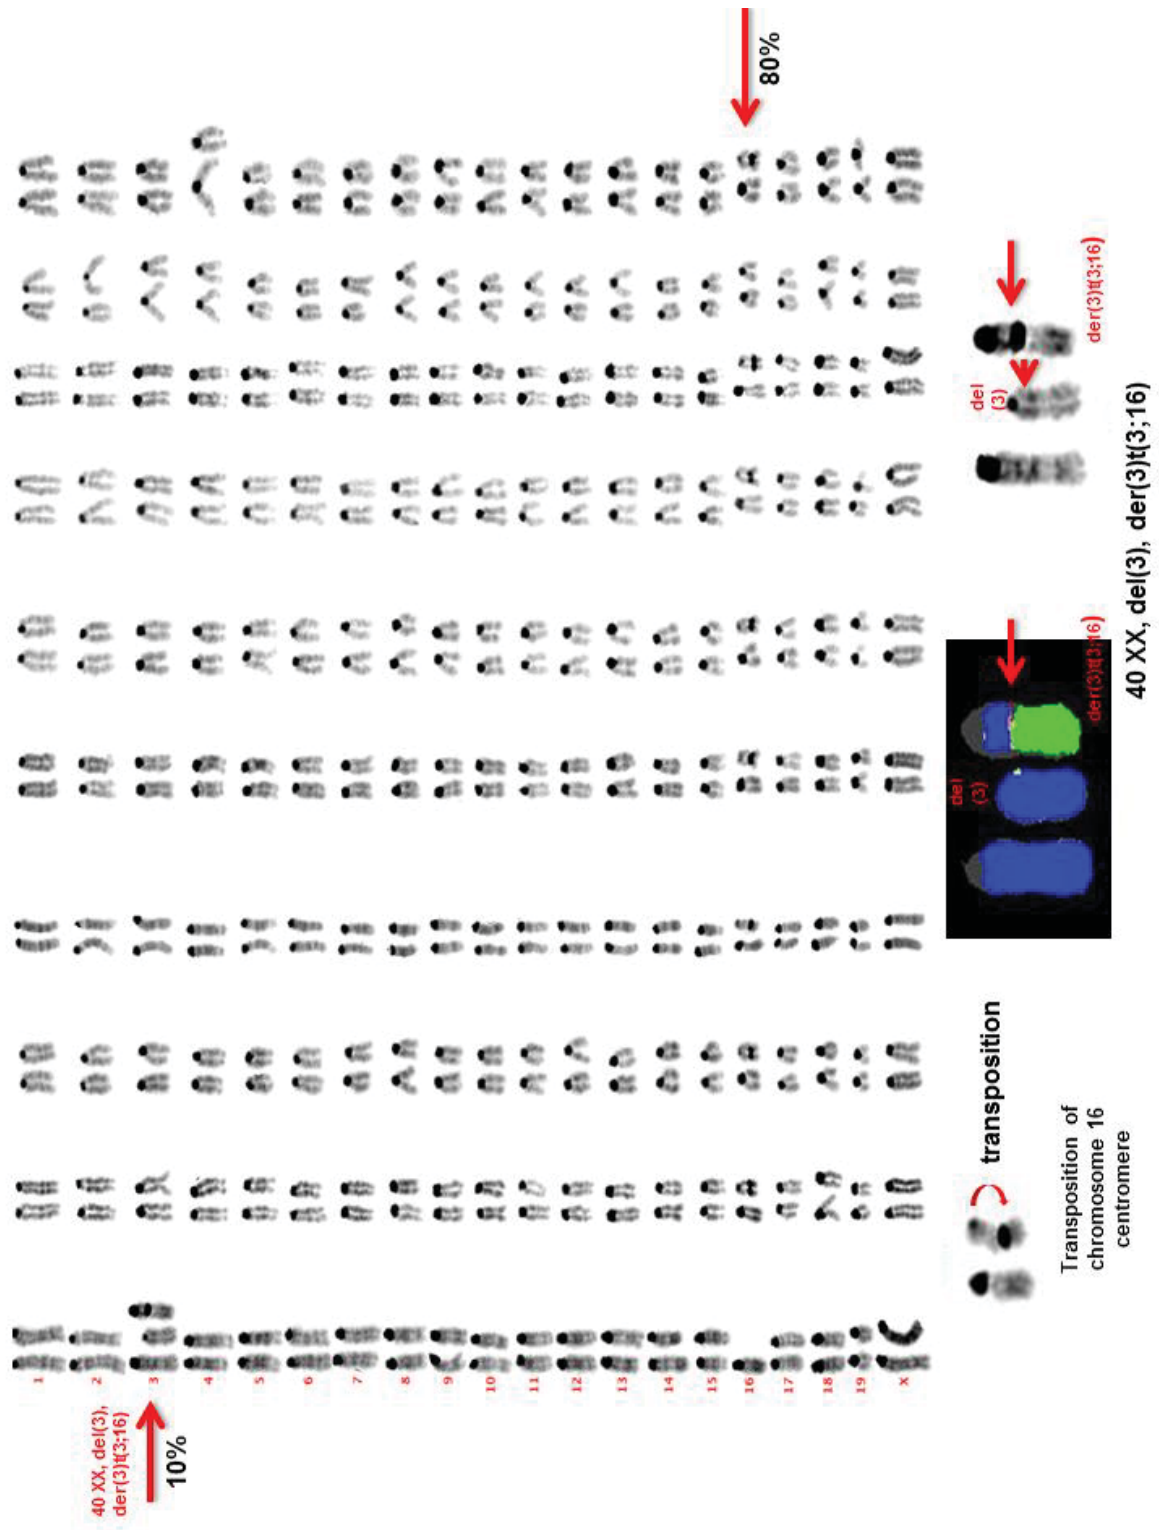 80%
40 XX, del(3),
der(3)t(3;16)
10%
1
2
3
4
5
6
7
8
9
10
11
12
13
14
15
16
17
18
19
X
transposition
Transposition of
chromosome 16
centromere
del
(3)
der(3)t(3;16)
del
(3)
der(3)t(3;16)
40 XX, del(3), der(3)t(3;16)